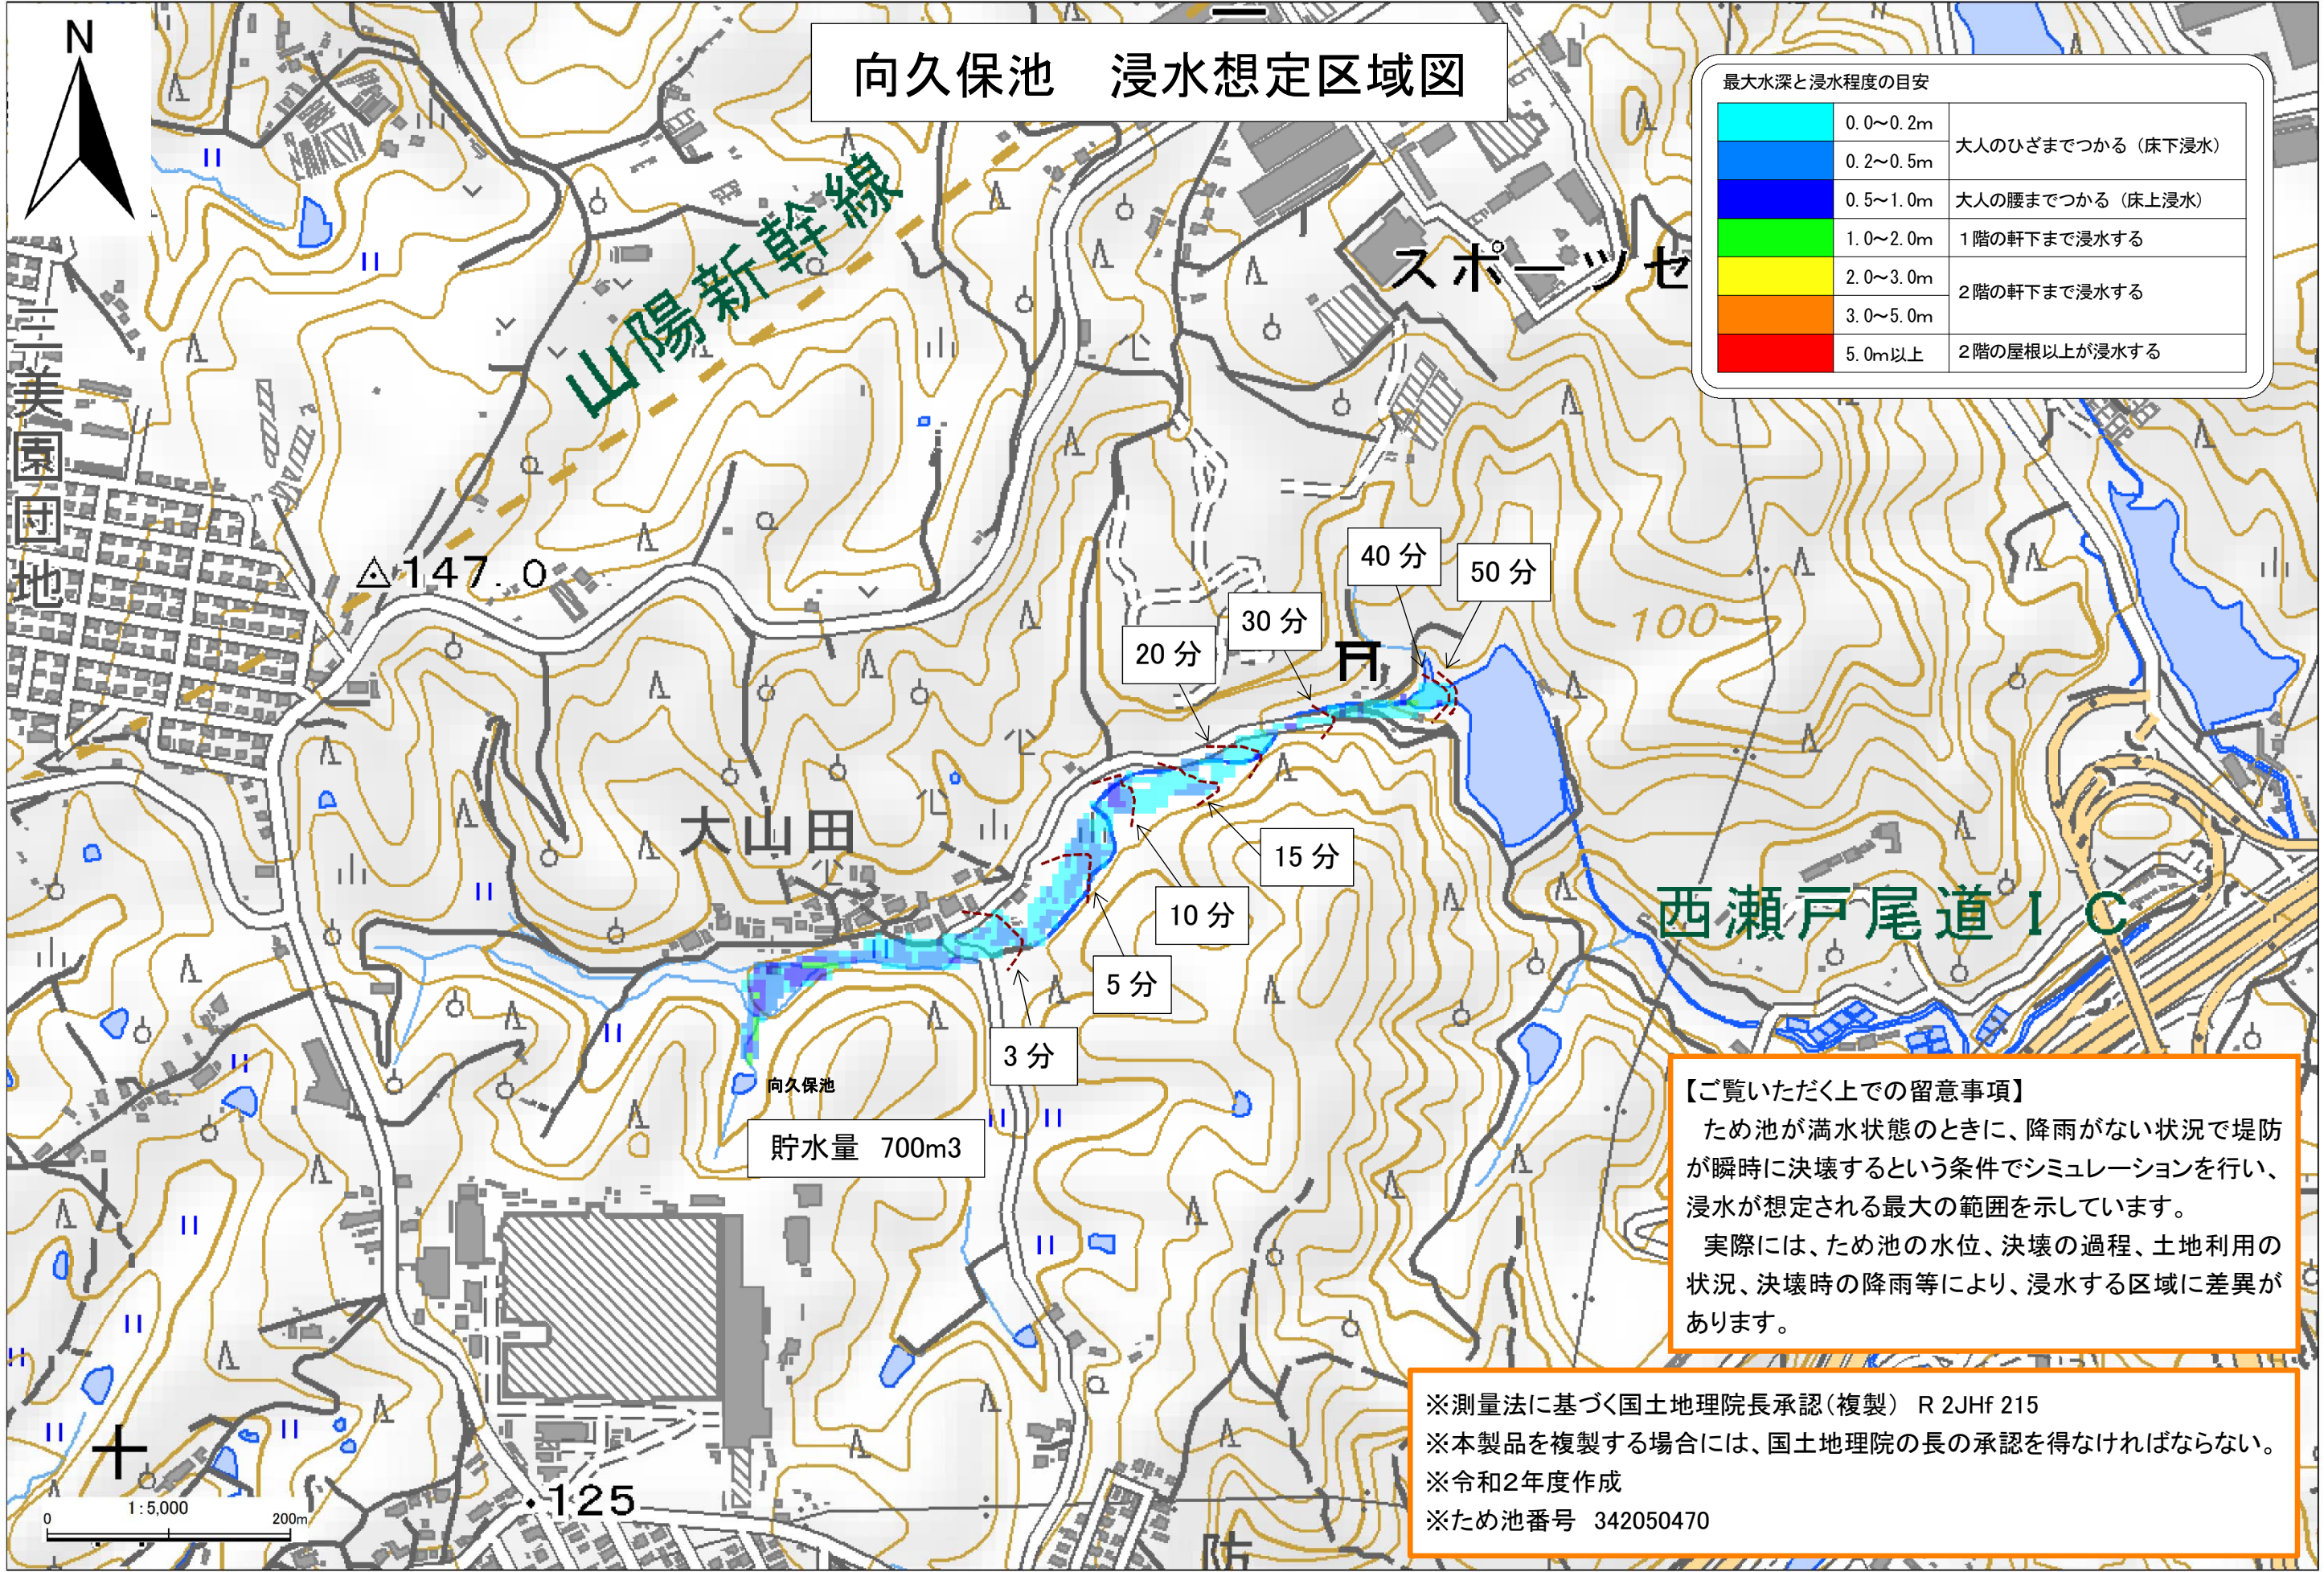 N
向久保池　浸水想定区域図
最大水深と浸水程度の目安
0.0～0.2m
大人のひざまでつかる（床下浸水）
0.2～0.5m
0.5～1.0m 大人の腰までつかる（床上浸水）
1.0～2.0m １階の軒下まで浸水する
2.0～3.0m
２階の軒下まで浸水する
3.0～5.0m
5.0m以上 ２階の屋根以上が浸水する
山陽新幹線
スポーツセ
三美園団地
147.0
100
40 分
50 分
30 分
20 分
大山田
15 分
10 分
5 分
3 分
西瀬戸尾道ＩＣ
向久保池
貯水量 700m3
【ご覧いただく上での留意事項】
ため池が満水状態のときに、降雨がない状況で堤防
が瞬時に決壊するという条件でシミュレーションを行い、
浸水が想定される最大の範囲を示しています。
実際には、ため池の水位、決壊の過程、土地利用の
状況、決壊時の降雨等により、浸水する区域に差異が
あります。
※測量法に基づく国土地理院長承認（複製） R 2JHf 215
※本製品を複製する場合には、国土地理院の長の承認を得なければならない。
※令和２年度作成
※ため池番号 342050470
125
1:5,000
0 200m
防